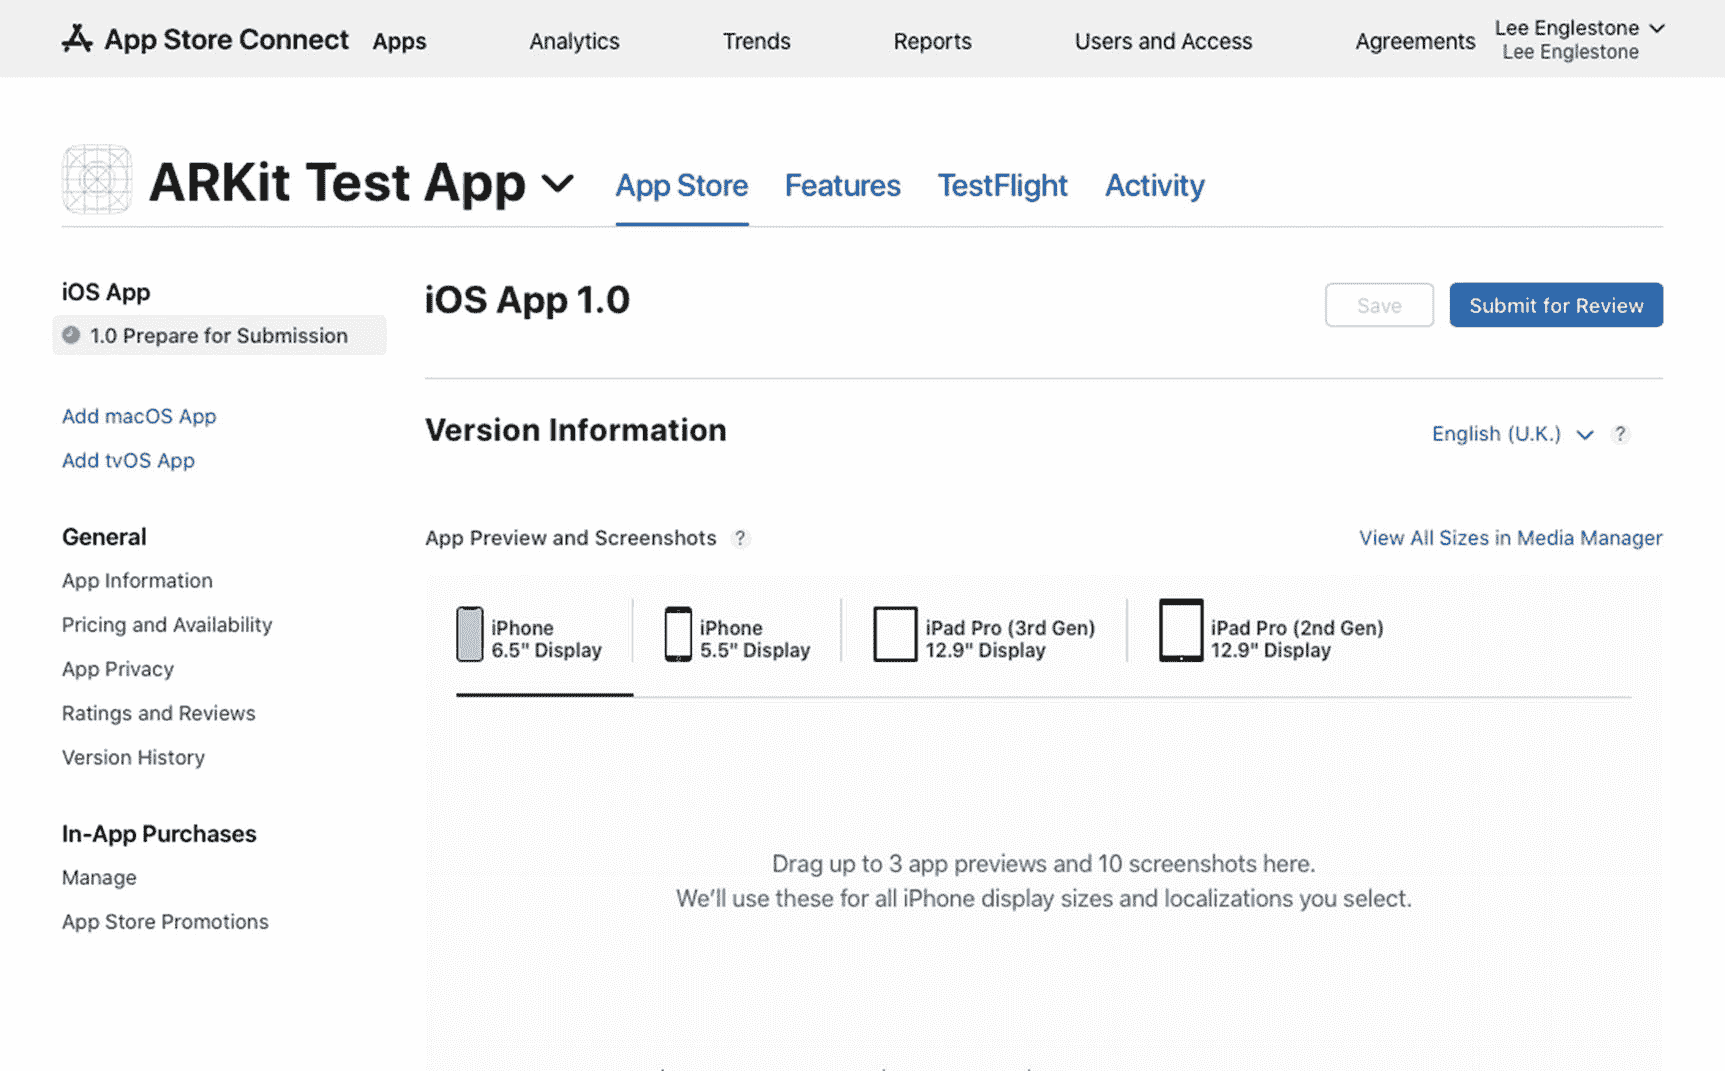 App Store Connect Apps Analytics Trends Reports Users and Access Agreements Lee Englestone
Lee Englestone
ARKit Test App App Store Features TestFlight Activity
iOS App
1.0 Prepare for Submission
Add macOS App
Add tvOS App
General
App Information
Pricing and Availability
App Privacy
Ratings and Reviews
Version History
In-App Purchases
Manage
App Store Promotions
iOS App 1.0
Save Submit for Review
Version Information
English (U.K.) ?
App Preview and Screenshots ? View All Sizes in Media Manager
iPhone
6.5" Display
iPhone
5.5" Display
iPad Pro (3rd Gen)
12.9" Display
iPad Pro (2nd Gen)
12.9" Display
Drag up to 3 app previews and 10 screenshots here.
We’ll use these for all iPhone display sizes and localizations you select.